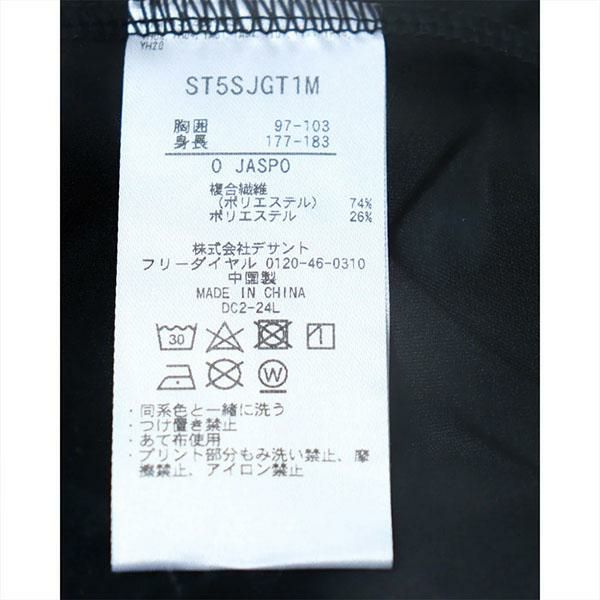 YH20
ST5SJGT1M
胸囲 97-103
身長 177-183
O JASPO
複合繊維
(ポリエステル) 74%
ポリエステル 26%
株式会社デサント
フリーダイヤル 0120-46-0310
中国製
MADE IN CHINA
DC2-24L
30
・同系色と一緒に洗う
・つけ置き禁止
・あて布使用
・プリント部分もみ洗い禁止、摩
擦禁止、アイロン禁止